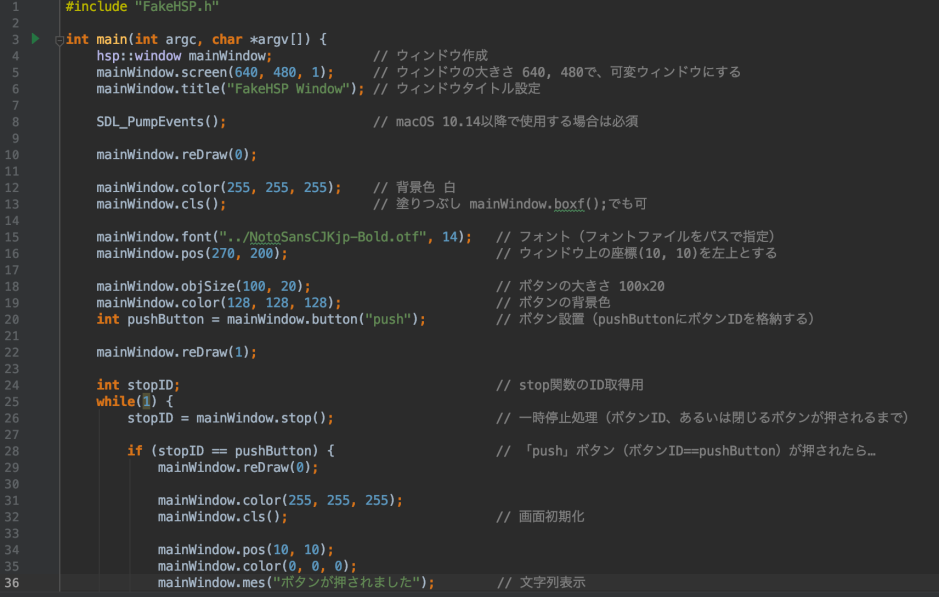 1 #include "FakeHSP.h"
2
3 int main(int argc, char *argv[]) {
4 hsp::window mainWindow; // ウィンドウ作成
5 mainWindow.screen(640, 480, 1); // ウィンドウの大きさ 640, 480で、可変ウィンドウにする
6 mainWindow.title("FakeHSP Window"); // ウィンドウタイトル設定
7
8 SDL_PumpEvents(); // macOS 10.14以降で使用する場合は必須
9
10 mainWindow.reDraw(0);
11
12 mainWindow.color(255, 255, 255); // 背景色 白
13 mainWindow.cls(); // 塗りつぶし mainWindow.boxf();でも可
14
15 mainWindow.font("../NotoSansCJKjp-Bold.otf", 14); // フォント（フォントファイルをパスで指定）
16 mainWindow.pos(270, 200); // ウィンドウ上の座標(10, 10)を左上とする
17
18 mainWindow.objSize(100, 20); // ボタンの大きさ 100x20
19 mainWindow.color(128, 128, 128); // ボタンの背景色
20 int pushButton = mainWindow.button("push"); // ボタン設置（pushButtonにボタンIDを格納する）
21
22 mainWindow.reDraw(1);
23
24 int stopID; // stop関数のID取得用
25 while(1) {
26 stopID = mainWindow.stop(); // 一時停止処理（ボタンID、あるいは閉じるボタンが押されるまで）
27
28 if (stopID == pushButton) { // 「push」ボタン（ボタンID==pushButton）が押されたら…
29 mainWindow.reDraw(0);
30
31 mainWindow.color(255, 255, 255);
32 mainWindow.cls(); // 画面初期化
33
34 mainWindow.pos(10, 10);
35 mainWindow.color(0, 0, 0);
36 mainWindow.mes("ボタンが押されました"); // 文字列表示